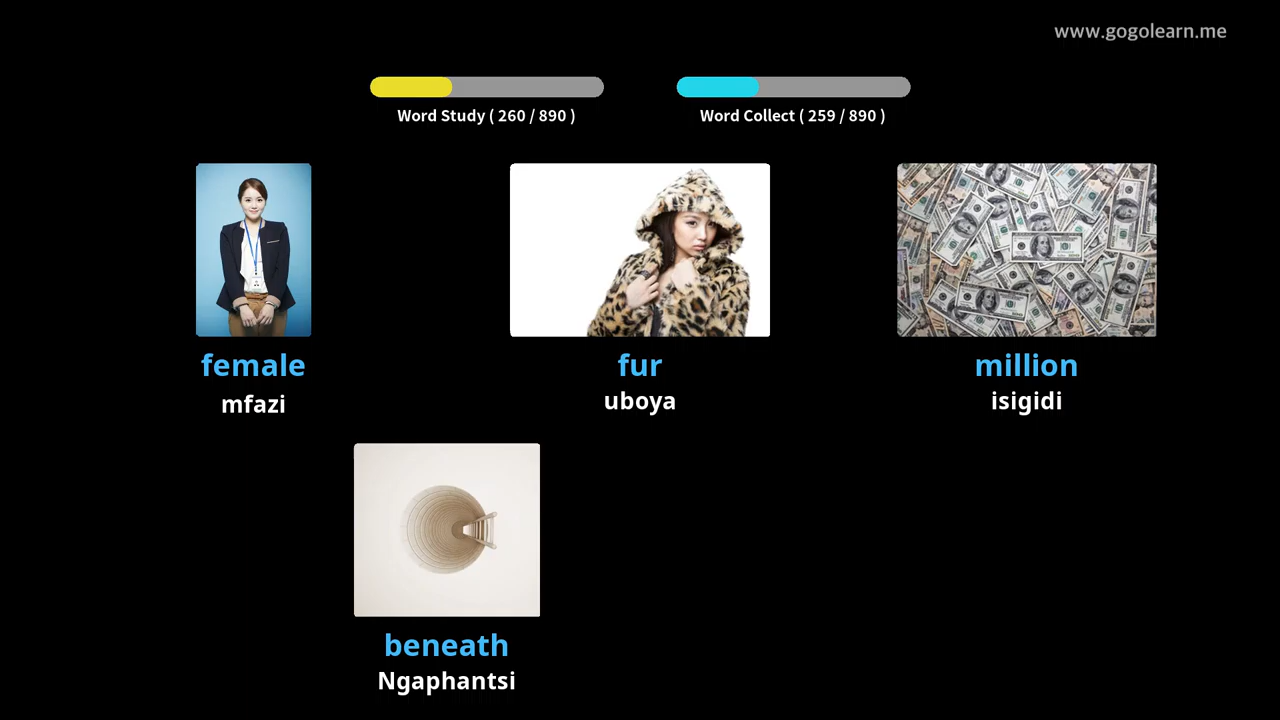 www.gogolearn.me
Word Study ( 260 / 890 )
Word Collect ( 259 / 890 )
female
mfazi
fur
uboya
million
isigidi
beneath
Ngaphantsi